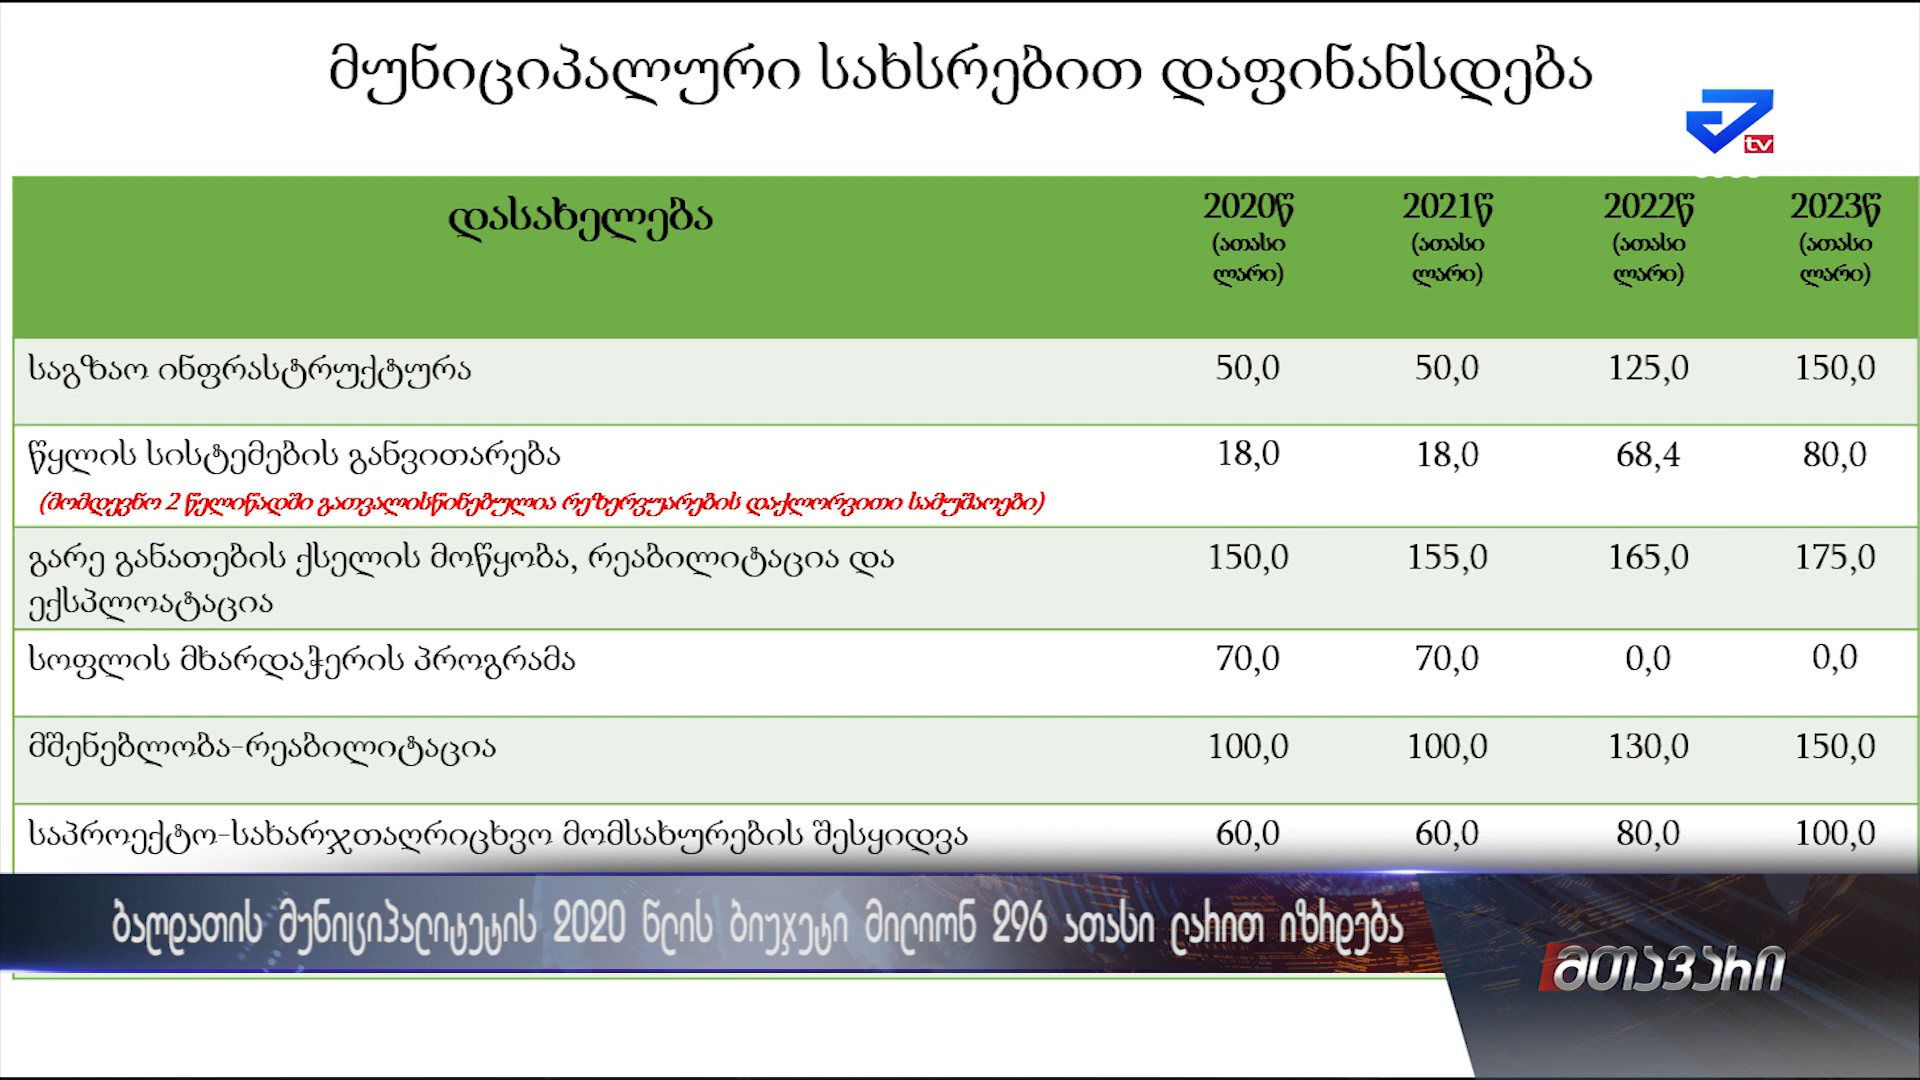 მუნიციპალური სახსრებით დაფინანსდება
tv
დასახელება 2020წ 2021წ 2022წ 2023წ
(ათასი (ათასი (ათასი (ათასი
ლარი) ლარი) ლარი) ლარი)
საგზაო ინფრასტრუქტურა 50,0 50,0 125,0 150,0
წყლის სისტემების განვითარება 18,0 18,0 68,4 80,0
(მომდევნო 2 წელიწადში გათვალისწინებულია რეზერვუარების დაქლორვითი სამუშაოები)
გარე განათების ქსელის მოწყობა, რეაბილიტაცია და 150,0 155,0 165,0 175,0
ექსპლოატაცია
სოფლის მხარდაჭერის პროგრამა 70,0 70,0 0,0 0,0
მშენებლობა-რეაბილიტაცია 100,0 100,0 130,0 150,0
საპროექტო-სახარჯთაღრიცხვო მომსახურების შესყიდვა 60,0 60,0 80,0 100,0
ბაღდათის მუნიციპალიტეტის 2020 წლის ბიუჯეტი მილიონ 296 ათასი ლარით იზრდება
მთავარი